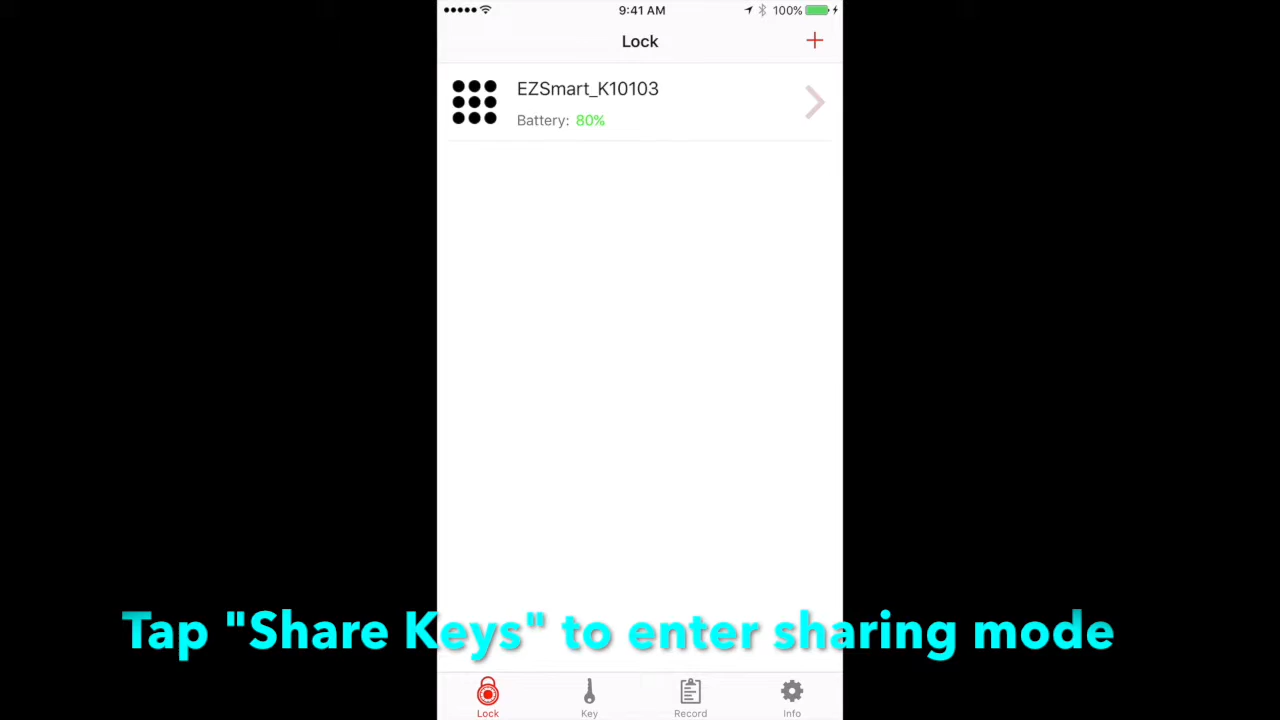 9:41 AM 100%
Lock
EZSmart_K10103
Battery: 80%
Tap "Share Keys" to enter sharing mode
Lock Key Record Info